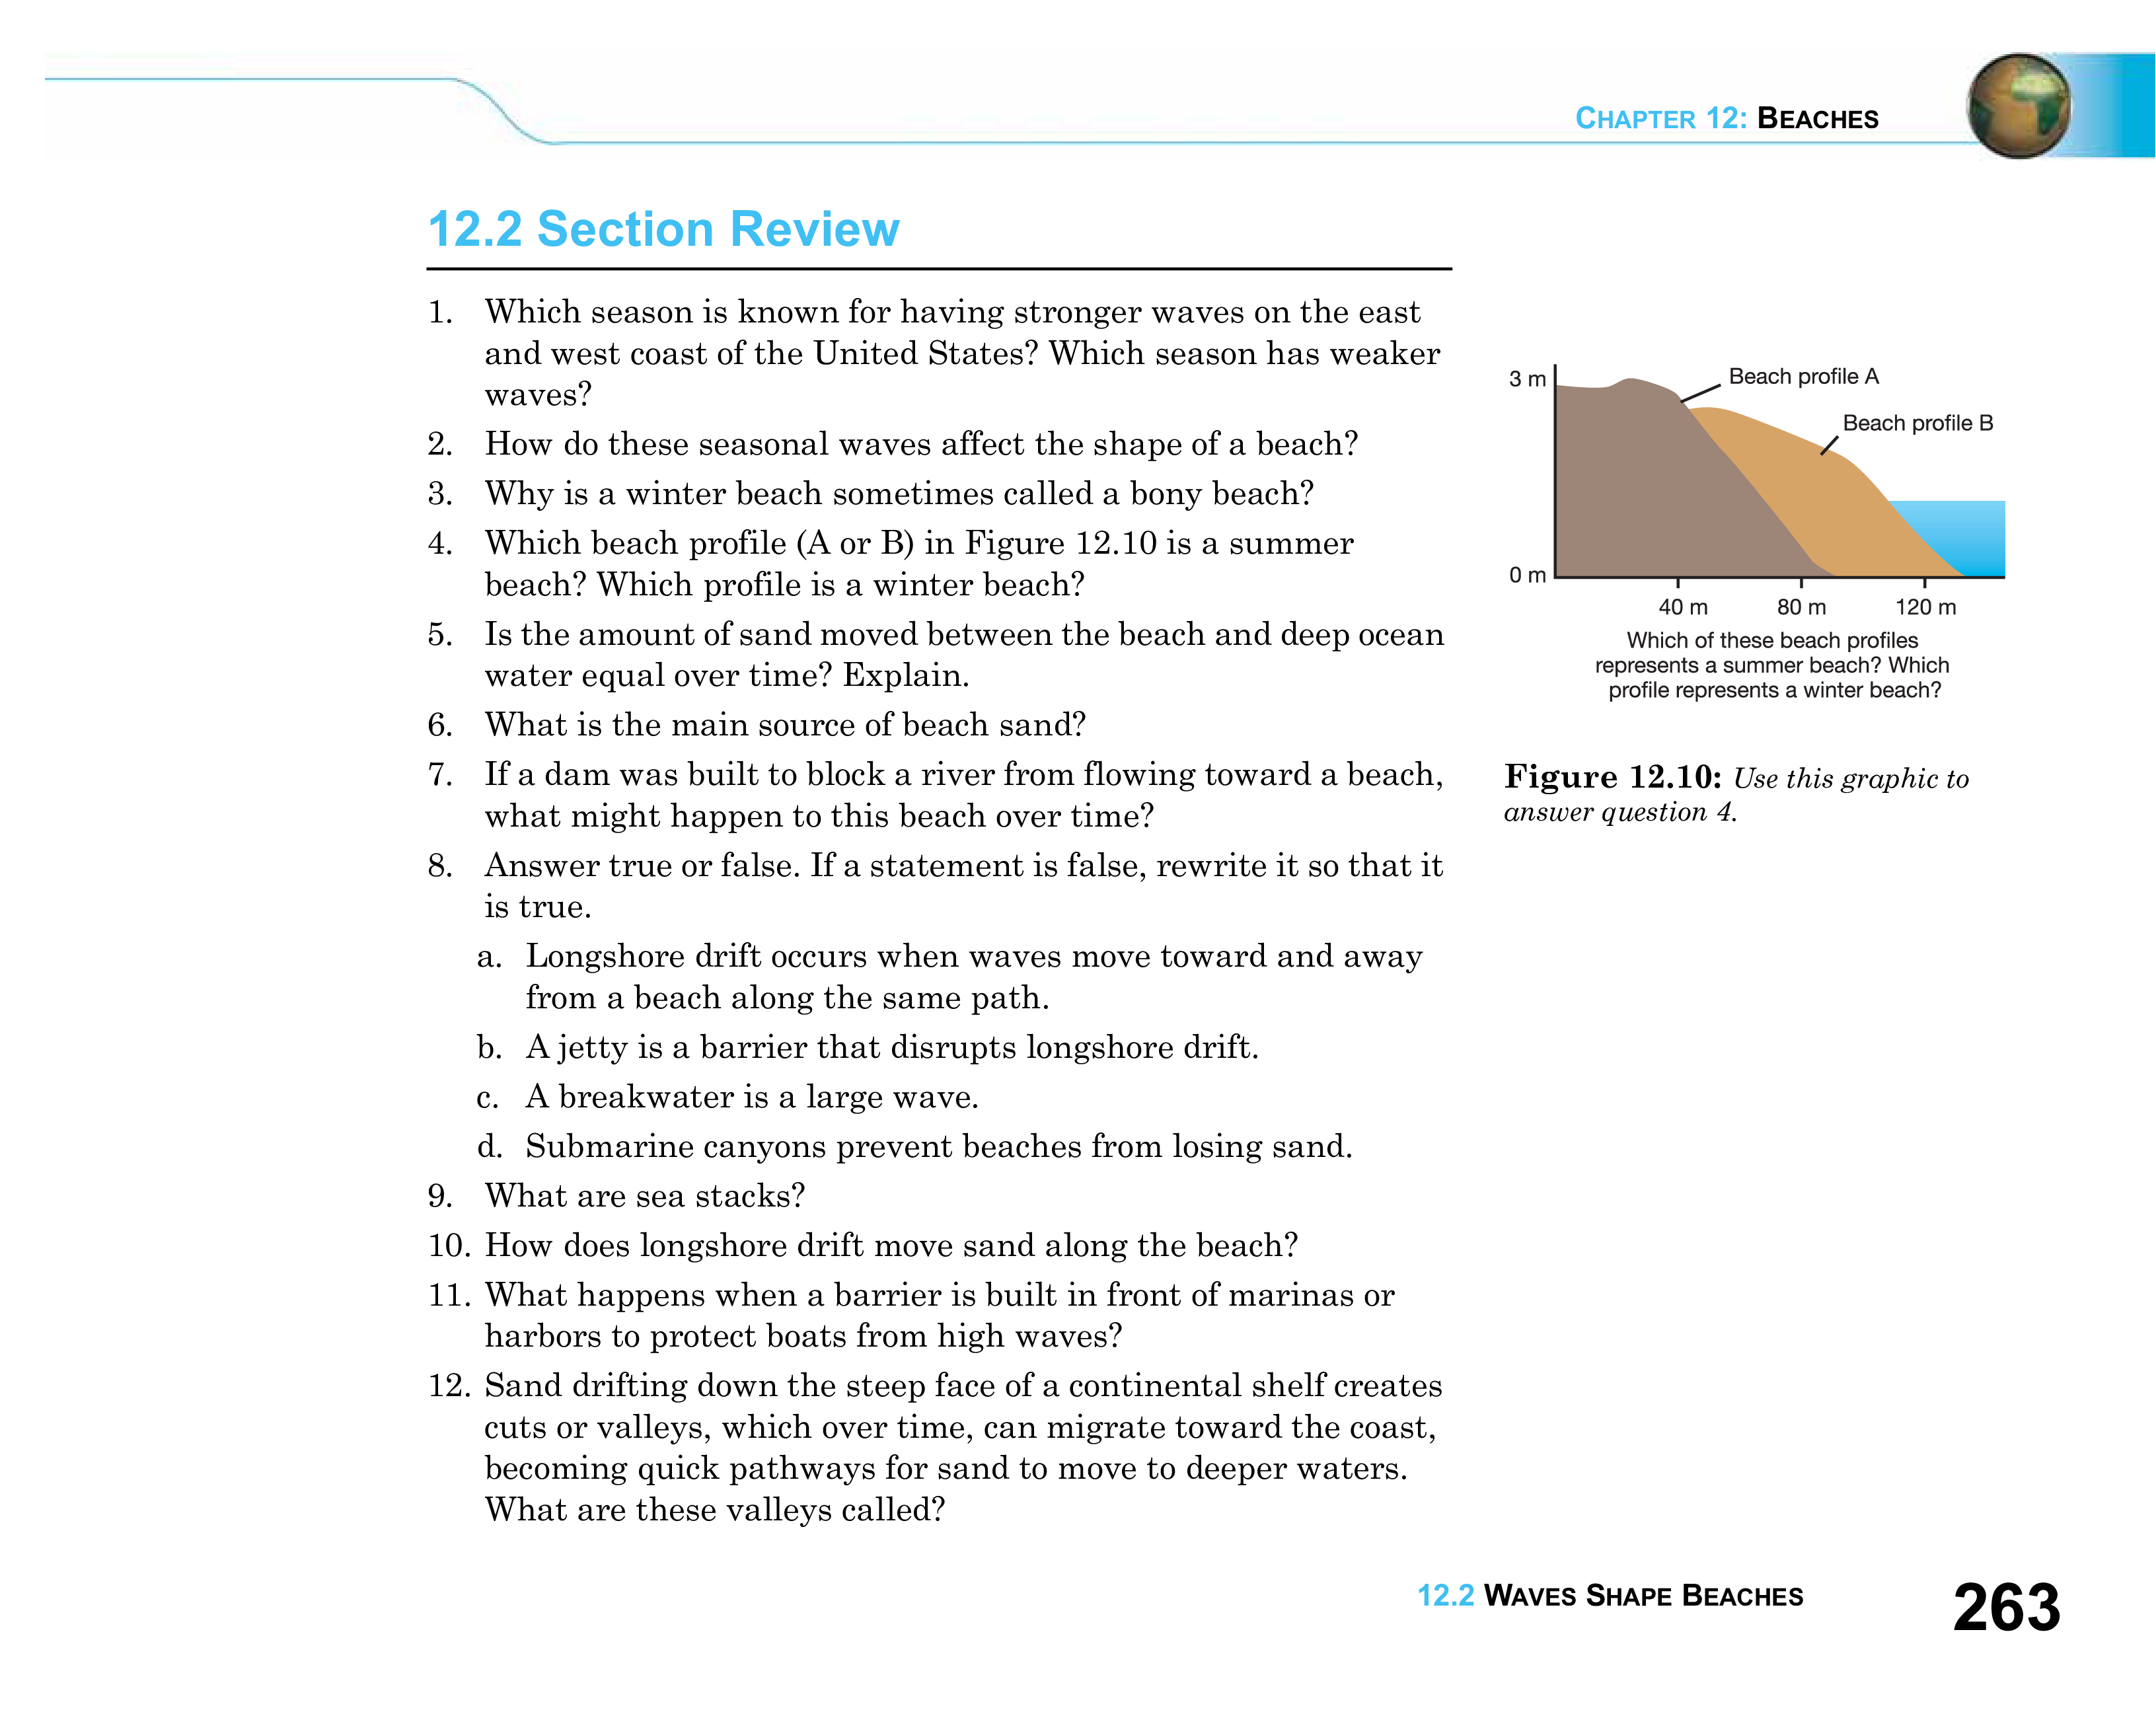 CHAPTER 12: BEACHES
12.2 Section Review
1. Which season is known for having stronger waves on the east
and west coast of the United States? Which season has weaker
waves?
2. How do these seasonal waves affect the shape of a beach?
3. Why is a winter beach sometimes called a bony beach?
4. Which beach profile (A or B) in Figure 12.10 is a summer
beach? Which profile is a winter beach?
5. Is the amount of sand moved between the beach and deep ocean
water equal over time? Explain.
6. What is the main source of beach sand?
7. If a dam was built to block a river from flowing toward a beach,
what might happen to this beach over time?
8. Answer true or false. If a statement is false, rewrite it so that it
is true.
a. Longshore drift occurs when waves move toward and away
from a beach along the same path.
b. A jetty is a barrier that disrupts longshore drift.
c. A breakwater is a large wave.
d. Submarine canyons prevent beaches from losing sand.
9. What are sea stacks?
10. How does longshore drift move sand along the beach?
11. What happens when a barrier is built in front of marinas or
harbors to protect boats from high waves?
12. Sand drifting down the steep face of a continental shelf creates
cuts or valleys, which over time, can migrate toward the coast,
becoming quick pathways for sand to move to deeper waters.
What are these valleys called?
3 m
Beach profile A
Beach profile B
0 m
40 m 80 m 120 m
Which of these beach profiles
represents a summer beach? Which
profile represents a winter beach?
Figure 12.10: Use this graphic to
answer question 4.
12.2 WAVES SHAPE BEACHES 263